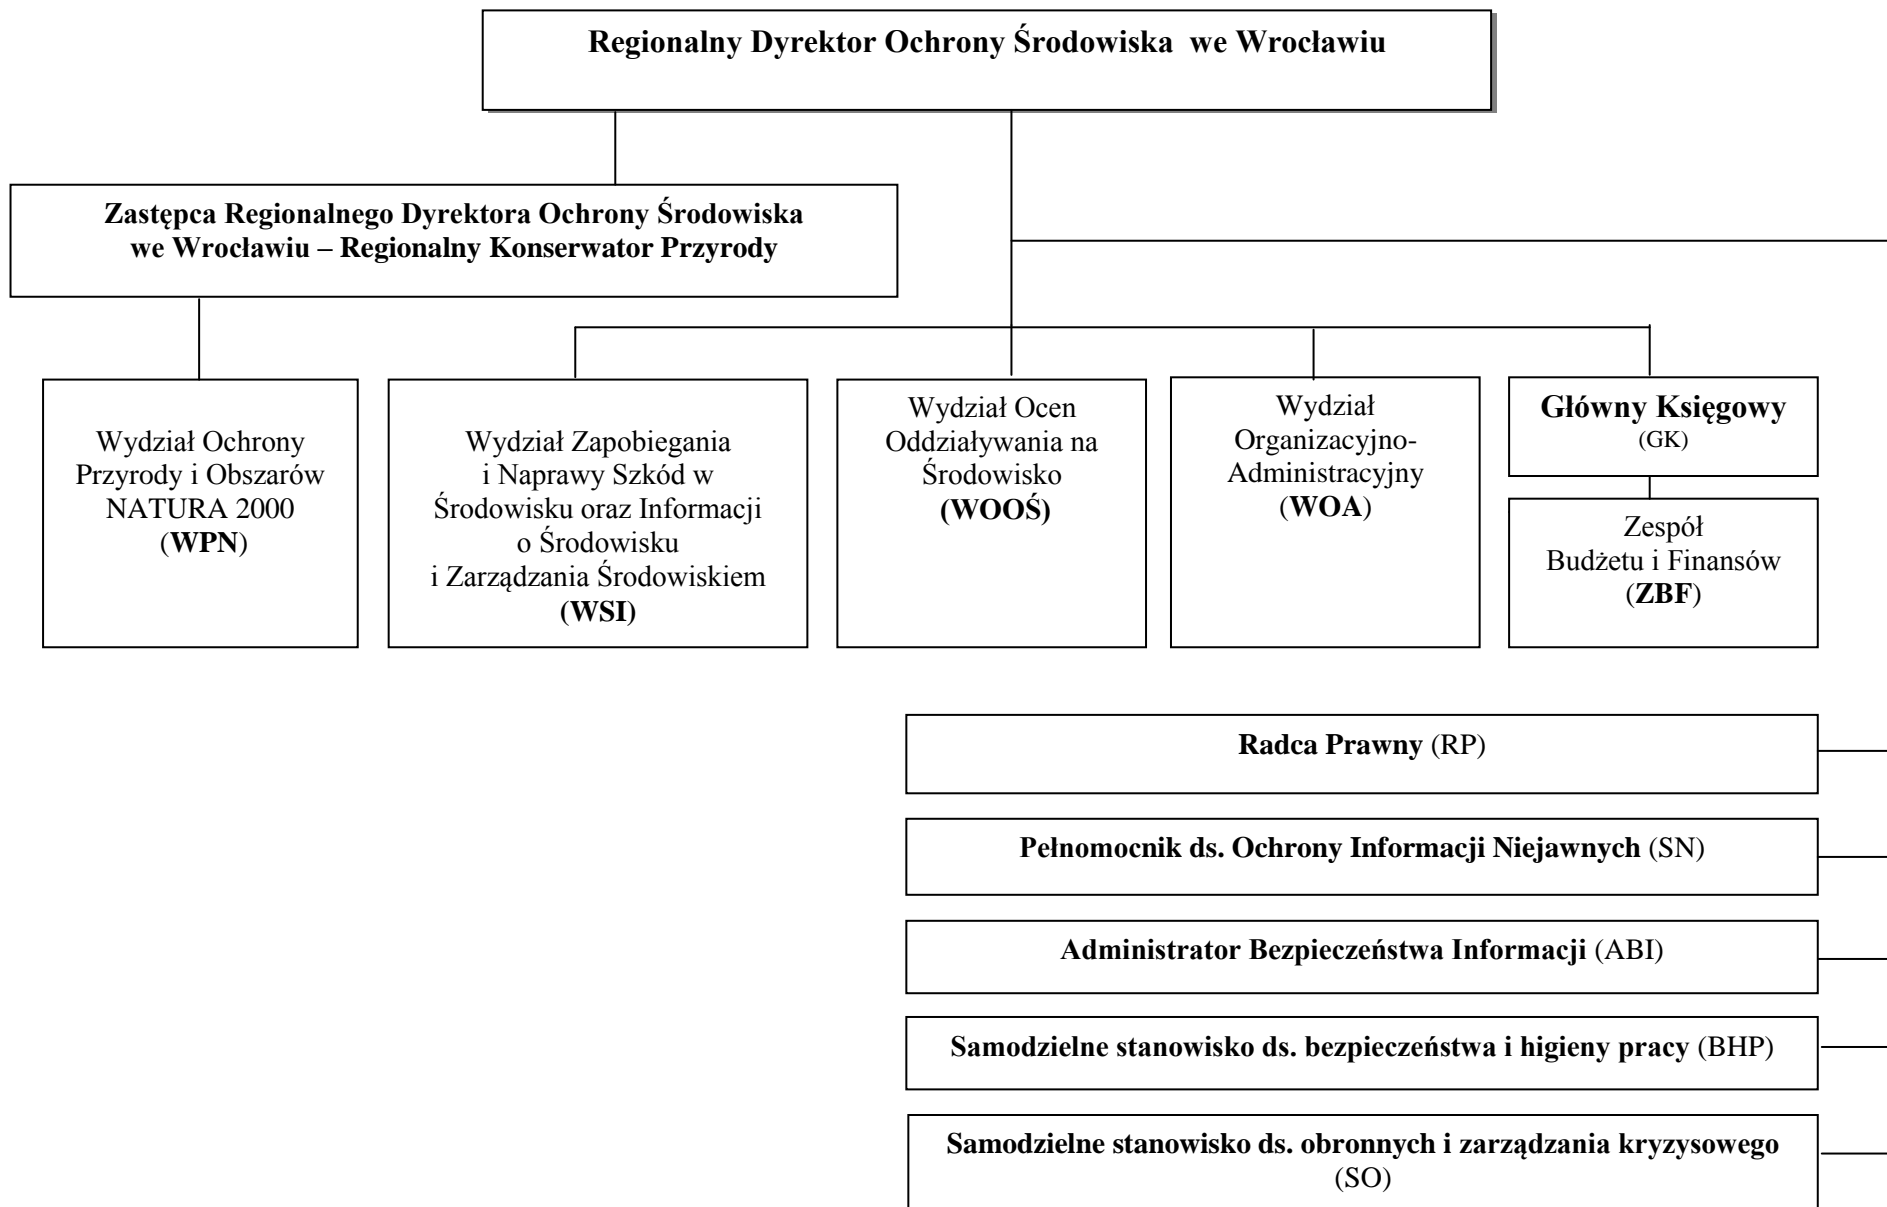 Regionalny Dyrektor Ochrony Środowiska we Wrocławiu
Zastępca Regionalnego Dyrektora Ochrony Środowiska
we Wrocławiu – Regionalny Konserwator Przyrody
Wydział Ochrony
Przyrody i Obszarów
NATURA 2000
(WPN)
Wydział Zapobiegania
i Naprawy Szkód w
Środowisku oraz Informacji
o Środowisku
i Zarządzania Środowiskiem
(WSI)
Wydział Ocen
Oddziaływania na
Środowisko
(WOOŚ)
Wydział
Organizacyjno-
Administracyjny
(WOA)
Główny Księgowy
(GK)
Zespół
Budżetu i Finansów
(ZBF)
Radca Prawny (RP)
Pełnomocnik ds. Ochrony Informacji Niejawnych (SN)
Administrator Bezpieczeństwa Informacji (ABI)
Samodzielne stanowisko ds. bezpieczeństwa i higieny pracy (BHP)
Samodzielne stanowisko ds. obronnych i zarządzania kryzysowego
(SO)